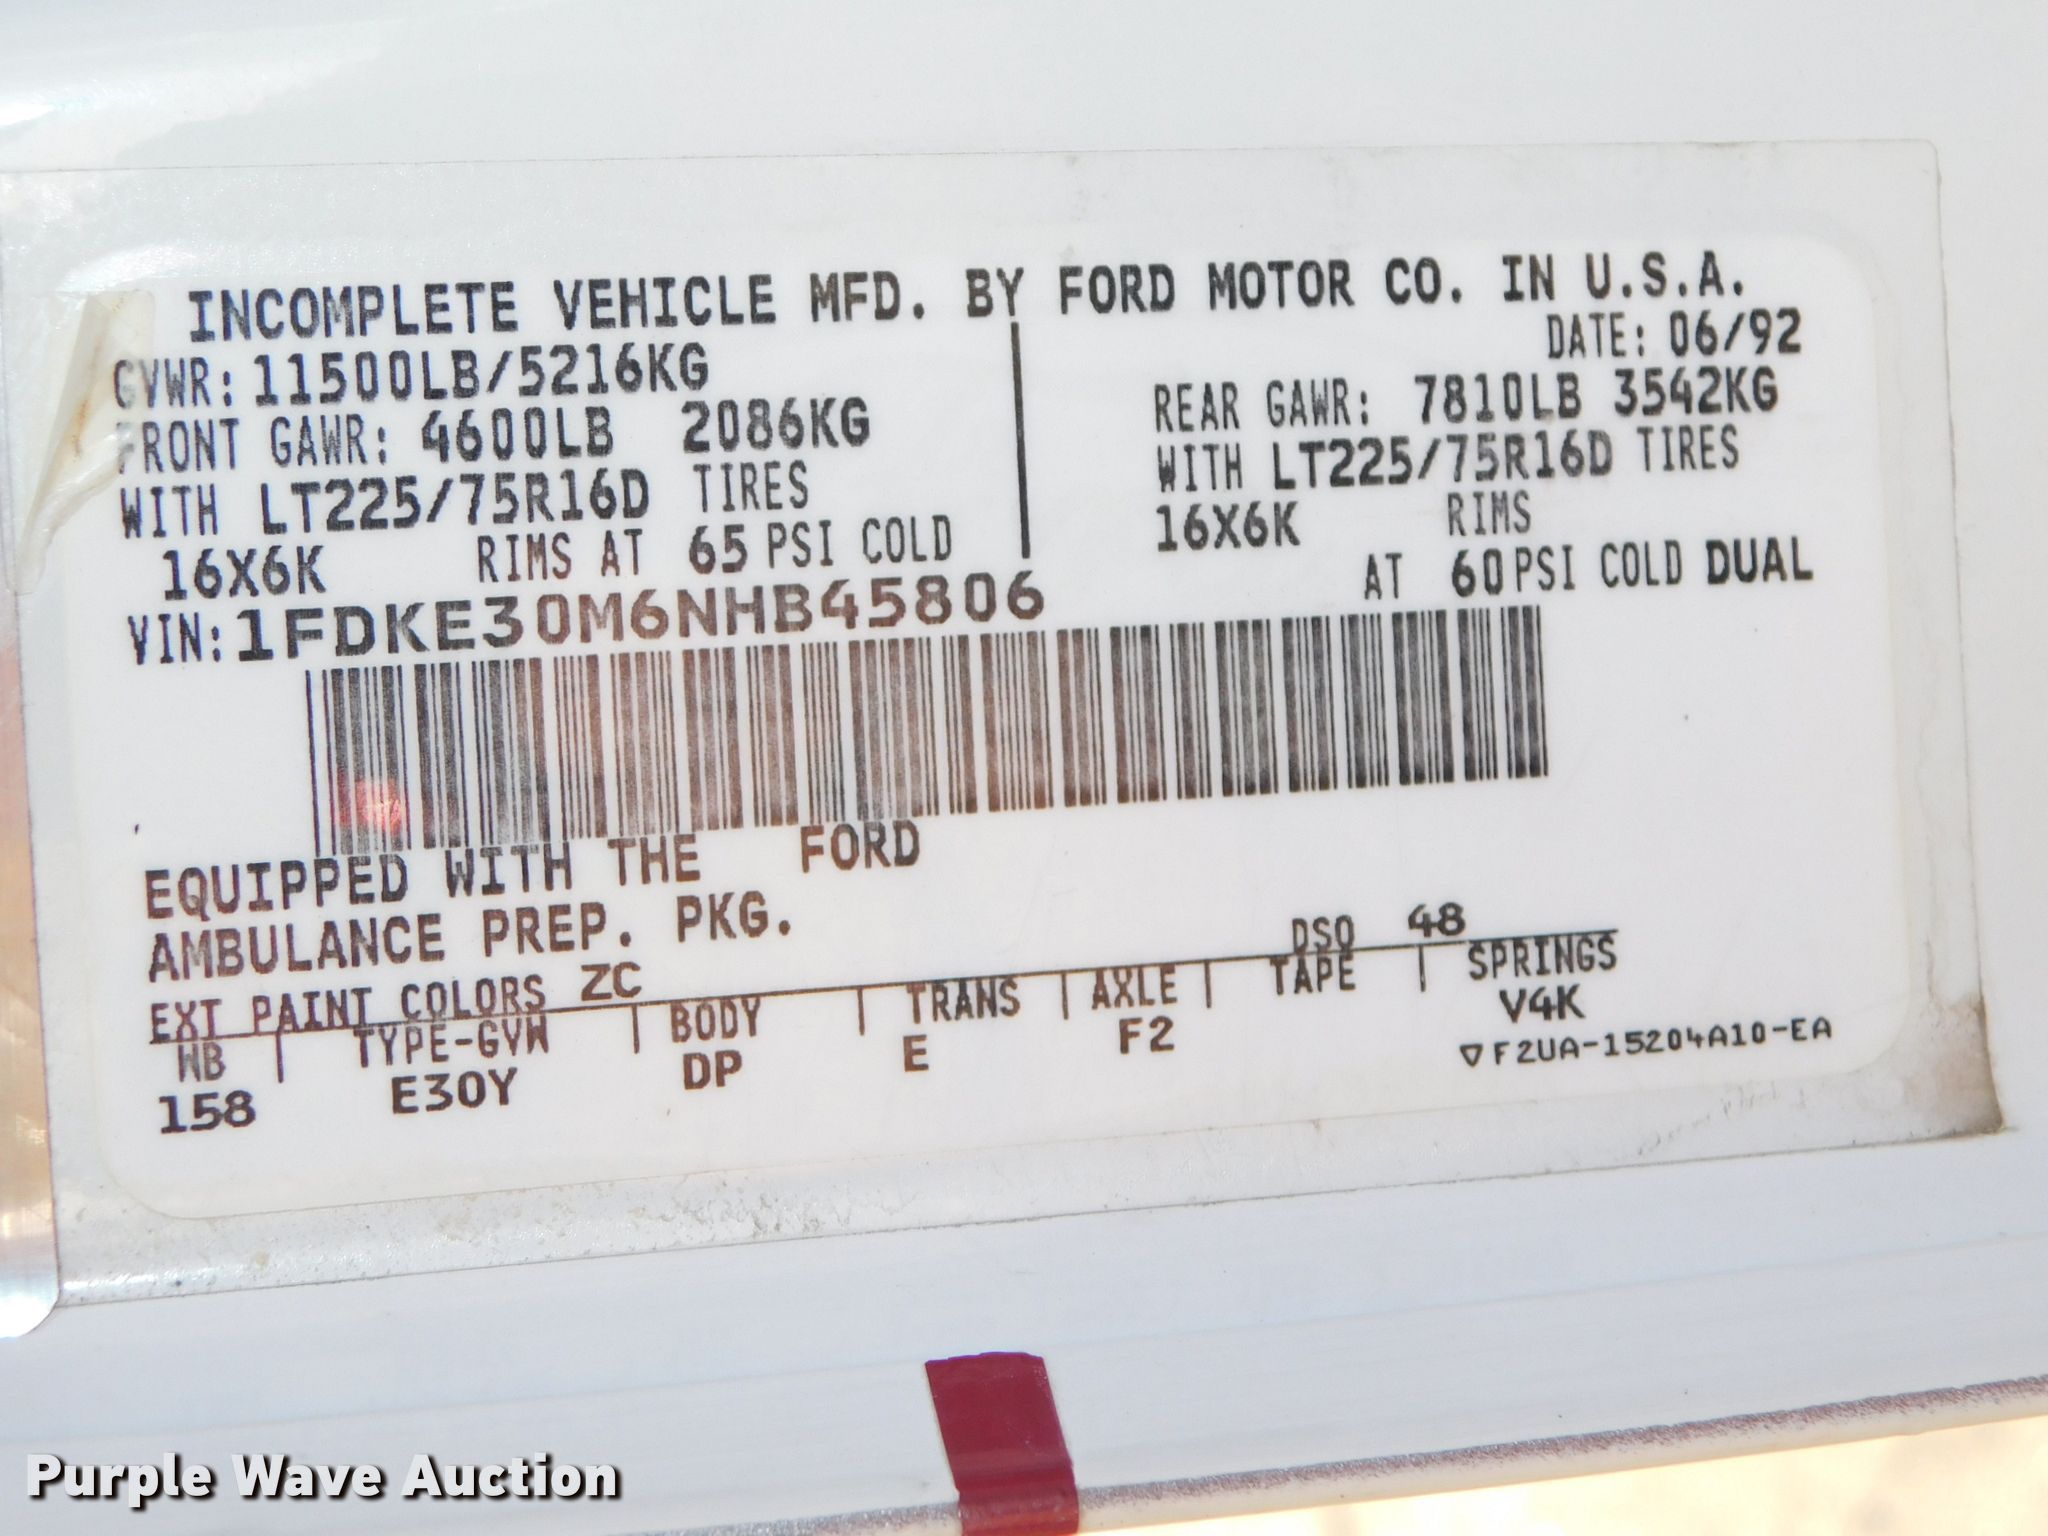 INCOMPLETE VEHICLE MFD. BY FORD MOTOR CO. IN U.S.A.
DATE: 06/92
GVWR: 11500LB/5216KG
FRONT GAWR: 4600LB 2086KG
WITH LT225/75R16D TIRES
16X6K RIMS AT 65 PSI COLD
REAR GAWR: 7810LB 3542KG
WITH LT225/75R16D TIRES
16X6K RIMS
AT 60 PSI COLD DUAL
VIN: 1FDKE30M6NHB45806
EQUIPPED WITH THE FORD
AMBULANCE PREP. PKG.
DSO 48
EXT PAINT COLORS ZC
WB | TYPE-GVW | BODY | TRANS | AXLE | TAPE | SPRINGS
158 E30Y DP E F2 V4K
▽F2UA-15204A10-EA
Purple Wave Auction